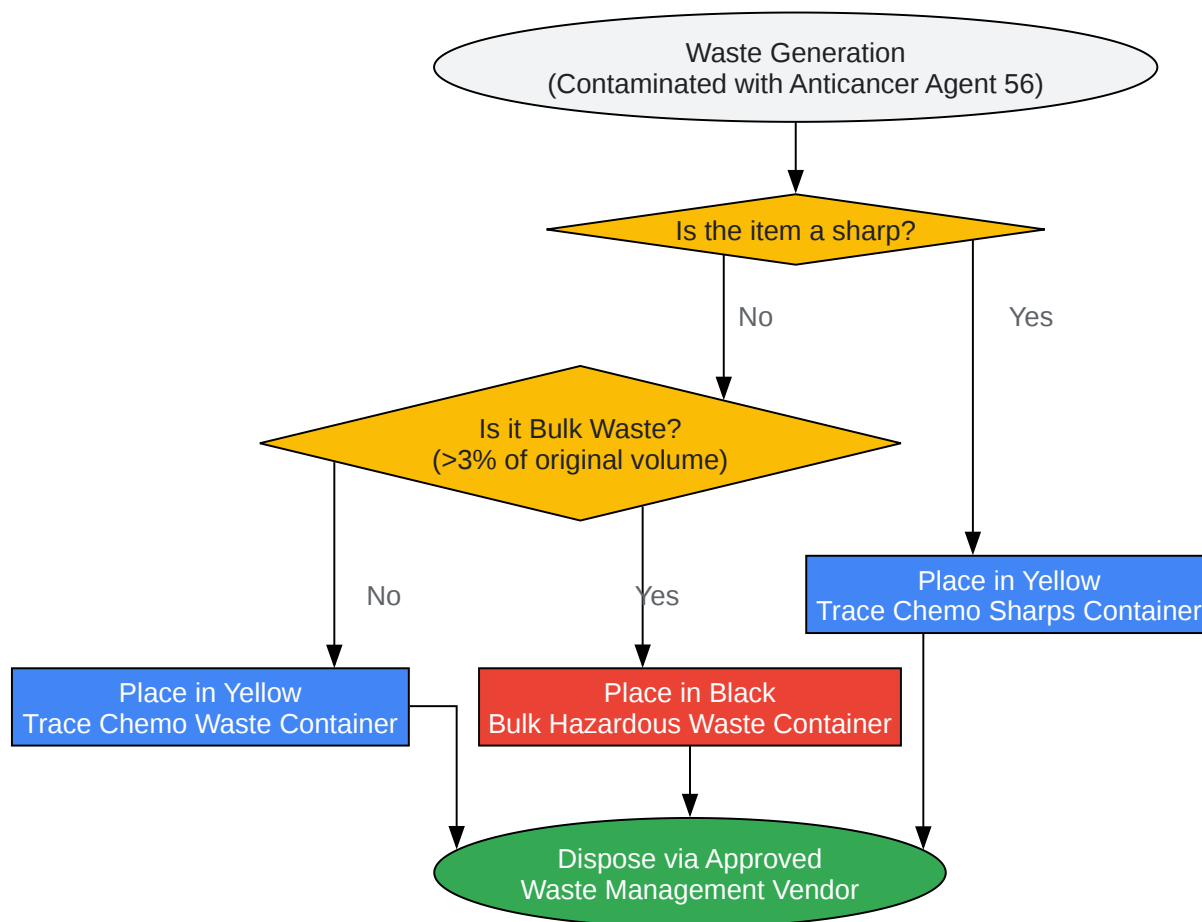 Waste Generation
(Contaminated with Anticancer Agent 56)
Is the item a sharp?
No
Yes
Is it Bulk Waste?
(>3% of original volume)
No
Yes
Place in Yellow
Trace Chemo Sharps Container
Place in Yellow
Trace Chemo Waste Container
Place in Black
Bulk Hazardous Waste Container
Dispose via Approved
Waste Management Vendor